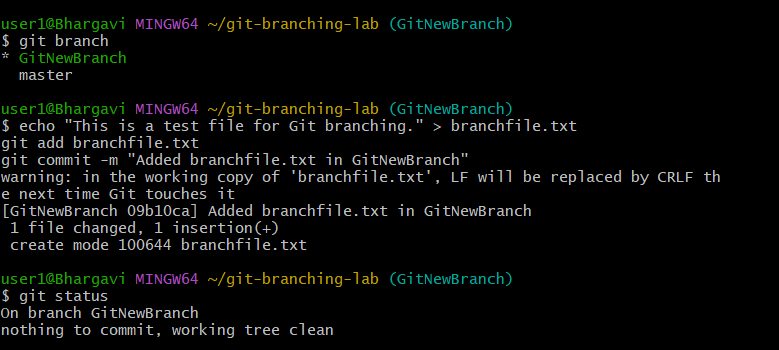 user1@Bhargavi MINGW64 ~/git-branching-lab (GitNewBranch)
$ git branch
* GitNewBranch
  master
user1@Bhargavi MINGW64 ~/git-branching-lab (GitNewBranch)
$ echo "This is a test file for Git branching." > branchfile.txt
git add branchfile.txt
git commit -m "Added branchfile.txt in GitNewBranch"
warning: in the working copy of 'branchfile.txt', LF will be replaced by CRLF th
e next time Git touches it
[GitNewBranch 09b10ca] Added branchfile.txt in GitNewBranch
 1 file changed, 1 insertion(+)
 create mode 100644 branchfile.txt
user1@Bhargavi MINGW64 ~/git-branching-lab (GitNewBranch)
$ git status
On branch GitNewBranch
nothing to commit, working tree clean